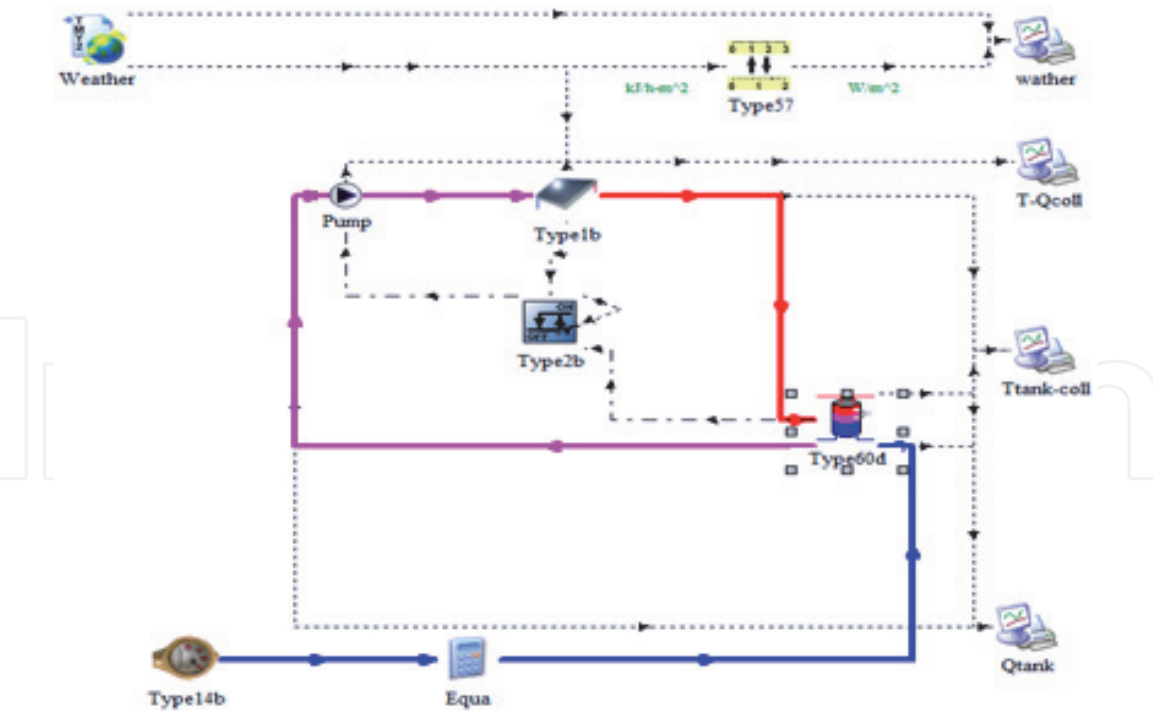 Weather
kJ/h-m^2
Type57
W/m^2
wather
Pump
Type1b
T-Qcoll
Type2b
Ttank-coll
Type60d
Type14b
Equa
Qtank